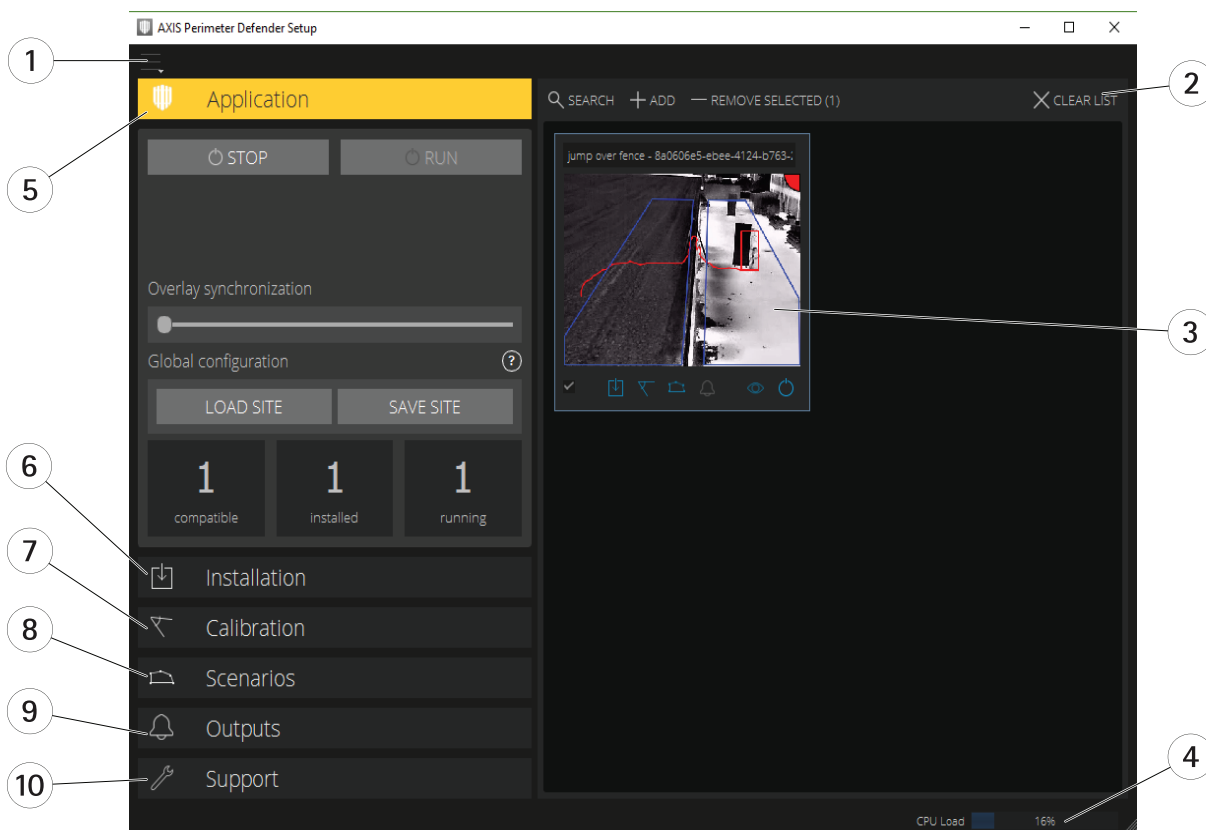 AXIS Perimeter Defender Setup
1
2
Application
SEARCH ADD REMOVE SELECTED (1) CLEAR LIST
5
STOP RUN
jump over fence - 8a0606e5-ebee-4124-b763-
Overlay synchronization
3
Global configuration ?
LOAD SITE SAVE SITE
6
1 1 1
compatible installed running
7
Installation
8
Calibration
Scenarios
9
Outputs
4
10
Support
CPU Load 16%